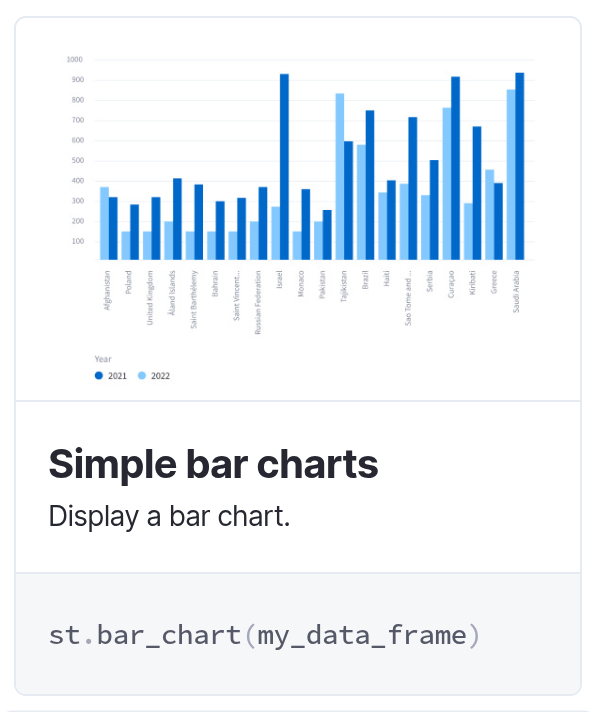 1000
900
800
700
600
500
400
300
200
100
Afghanistan
Poland
United Kingdom
Åland Islands
Saint Barthélemy
Bahrain
Saint Vincent...
Russian Federation
Israel
Monaco
Pakistan
Tajikistan
Brazil
Haiti
Sao Tome and ...
Serbia
Curaçao
Kiribati
Greece
Saudi Arabia
Year
2021 2022
Simple bar charts
Display a bar chart.
st.bar_chart(my_data_frame)